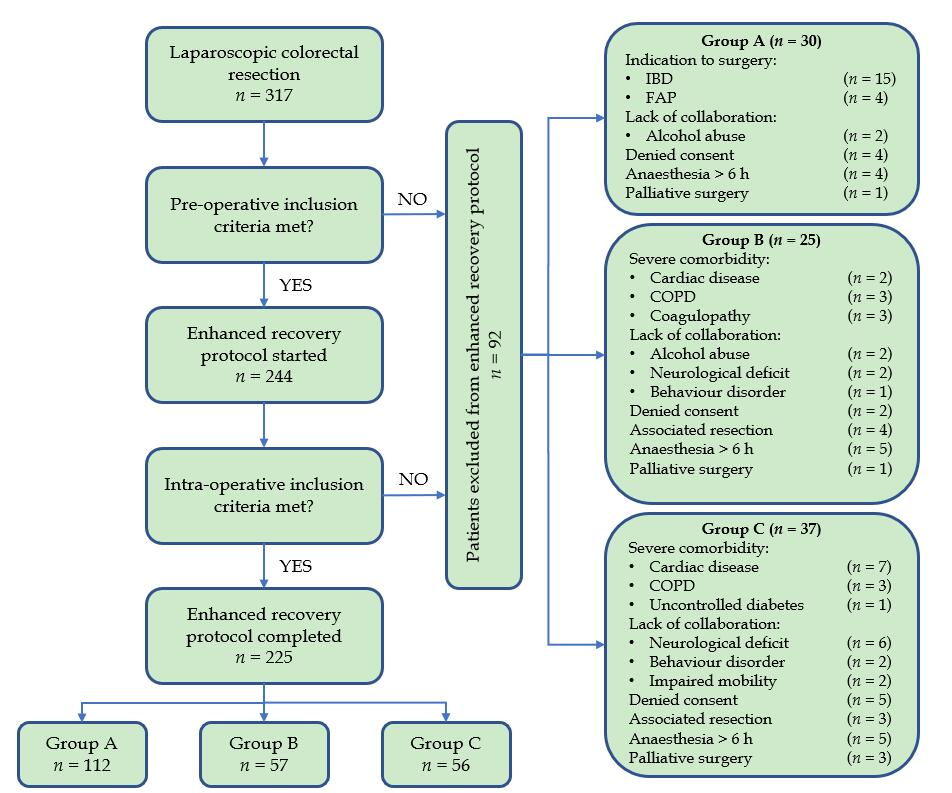 Laparoscopic colorectal
resection
n = 317
Pre-operative inclusion
criteria met?
NO
YES
Enhanced recovery
protocol started
n = 244
Intra-operative inclusion
criteria met?
NO
YES
Enhanced recovery
protocol completed
n = 225
Group A
n = 112
Group B
n = 57
Group C
n = 56
Patients excluded from enhanced recovery protocol
n = 92
Group A (n = 30)
Indication to surgery:
• IBD (n = 15)
• FAP (n = 4)
Lack of collaboration:
• Alcohol abuse (n = 2)
Denied consent (n = 4)
Anaesthesia > 6 h (n = 4)
Palliative surgery (n = 1)
Group B (n = 25)
Severe comorbidity:
• Cardiac disease (n = 2)
• COPD (n = 3)
• Coagulopathy (n = 3)
Lack of collaboration:
• Alcohol abuse (n = 2)
• Neurological deficit (n = 2)
• Behaviour disorder (n = 1)
Denied consent (n = 2)
Associated resection (n = 4)
Anaesthesia > 6 h (n = 5)
Palliative surgery (n = 1)
Group C (n = 37)
Severe comorbidity:
• Cardiac disease (n = 7)
• COPD (n = 3)
• Uncontrolled diabetes (n = 1)
Lack of collaboration:
• Neurological deficit (n = 6)
• Behaviour disorder (n = 2)
• Impaired mobility (n = 2)
Denied consent (n = 5)
Associated resection (n = 3)
Anaesthesia > 6 h (n = 5)
Palliative surgery (n = 3)